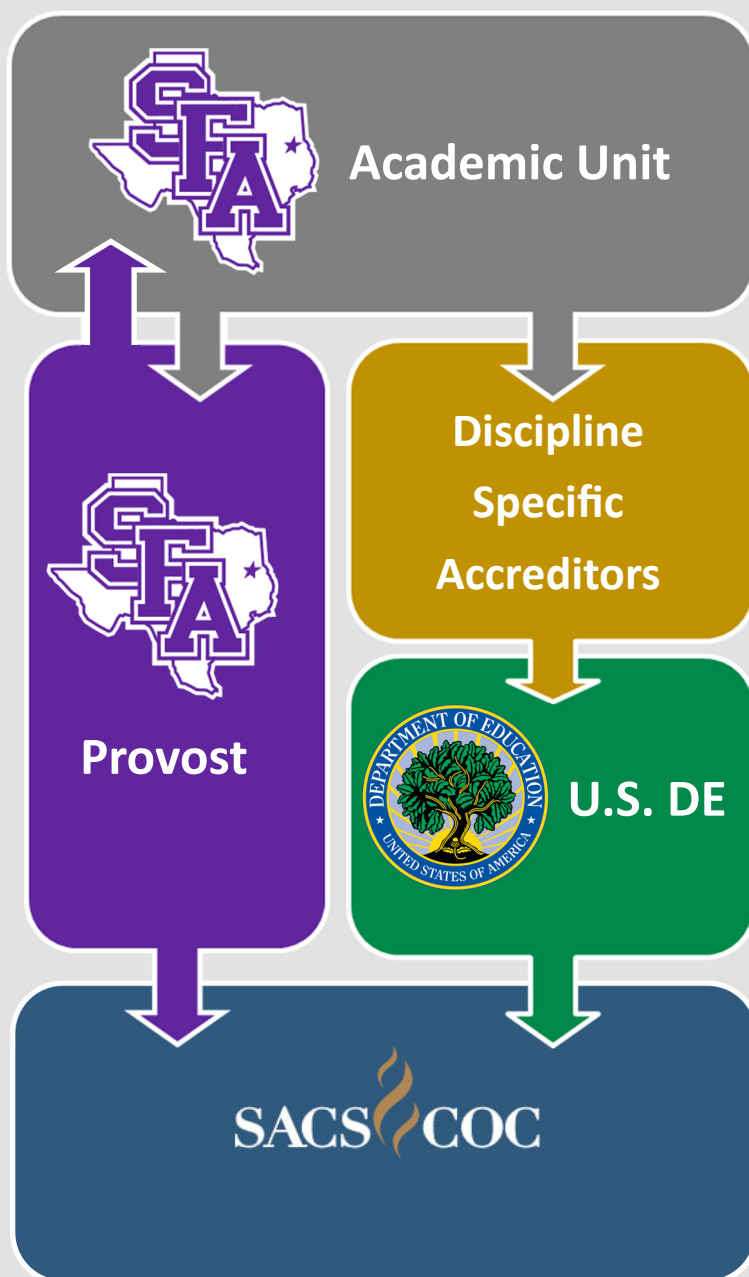 SFA
Academic Unit
Discipline
Specific
Accreditors
SFA
Provost
DEPARTMENT OF EDUCATION
UNITED STATES OF AMERICA
U.S. DE
SACS COC